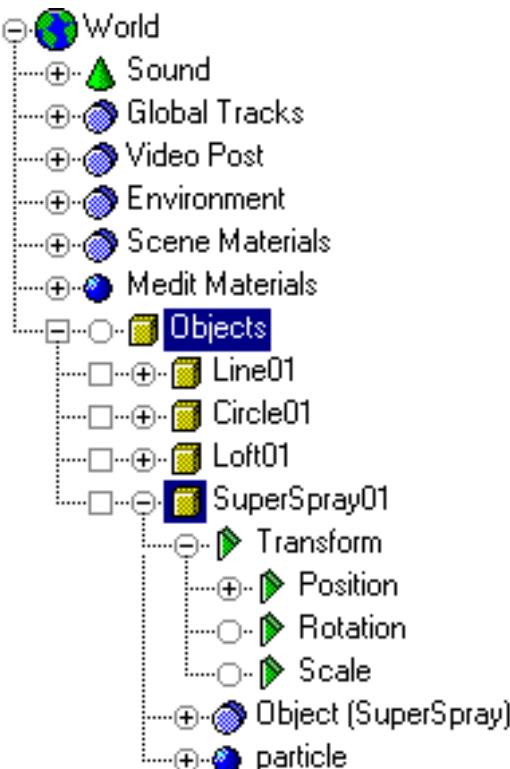 World
Sound
Global Tracks
Video Post
Environment
Scene Materials
Medit Materials
Objects
Line01
Circle01
Loft01
SuperSpray01
Transform
Position
Rotation
Scale
Object (SuperSpray)
particle